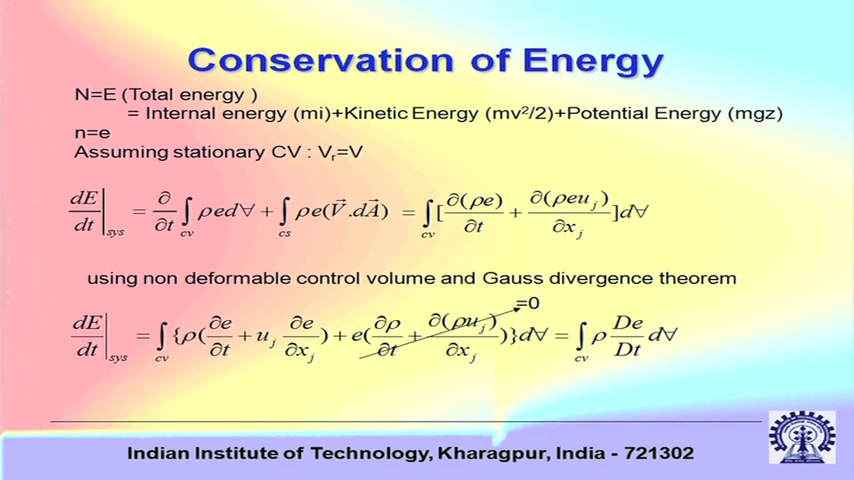 Conservation of Energy
N=E (Total energy )
= Internal energy (mi)+Kinetic Energy (mv²/2)+Potential Energy (mgz)
n=e
Assuming stationary CV : Vᵣ=V
dE/dt|sys = ∂/∂t ∫cv ρed∀ + ∫cs ρe(V⃗.dA⃗) = ∫cv [∂(ρe)/∂t + ∂(ρeuⱼ)/∂xⱼ]d∀
using non deformable control volume and Gauss divergence theorem
=0
dE/dt|sys = ∫cv {ρ(∂e/∂t + uⱼ ∂e/∂xⱼ) + e(∂ρ/∂t + ∂(ρuⱼ)/∂xⱼ)}d∀ = ∫cv ρ De/Dt d∀
Indian Institute of Technology, Kharagpur, India - 721302